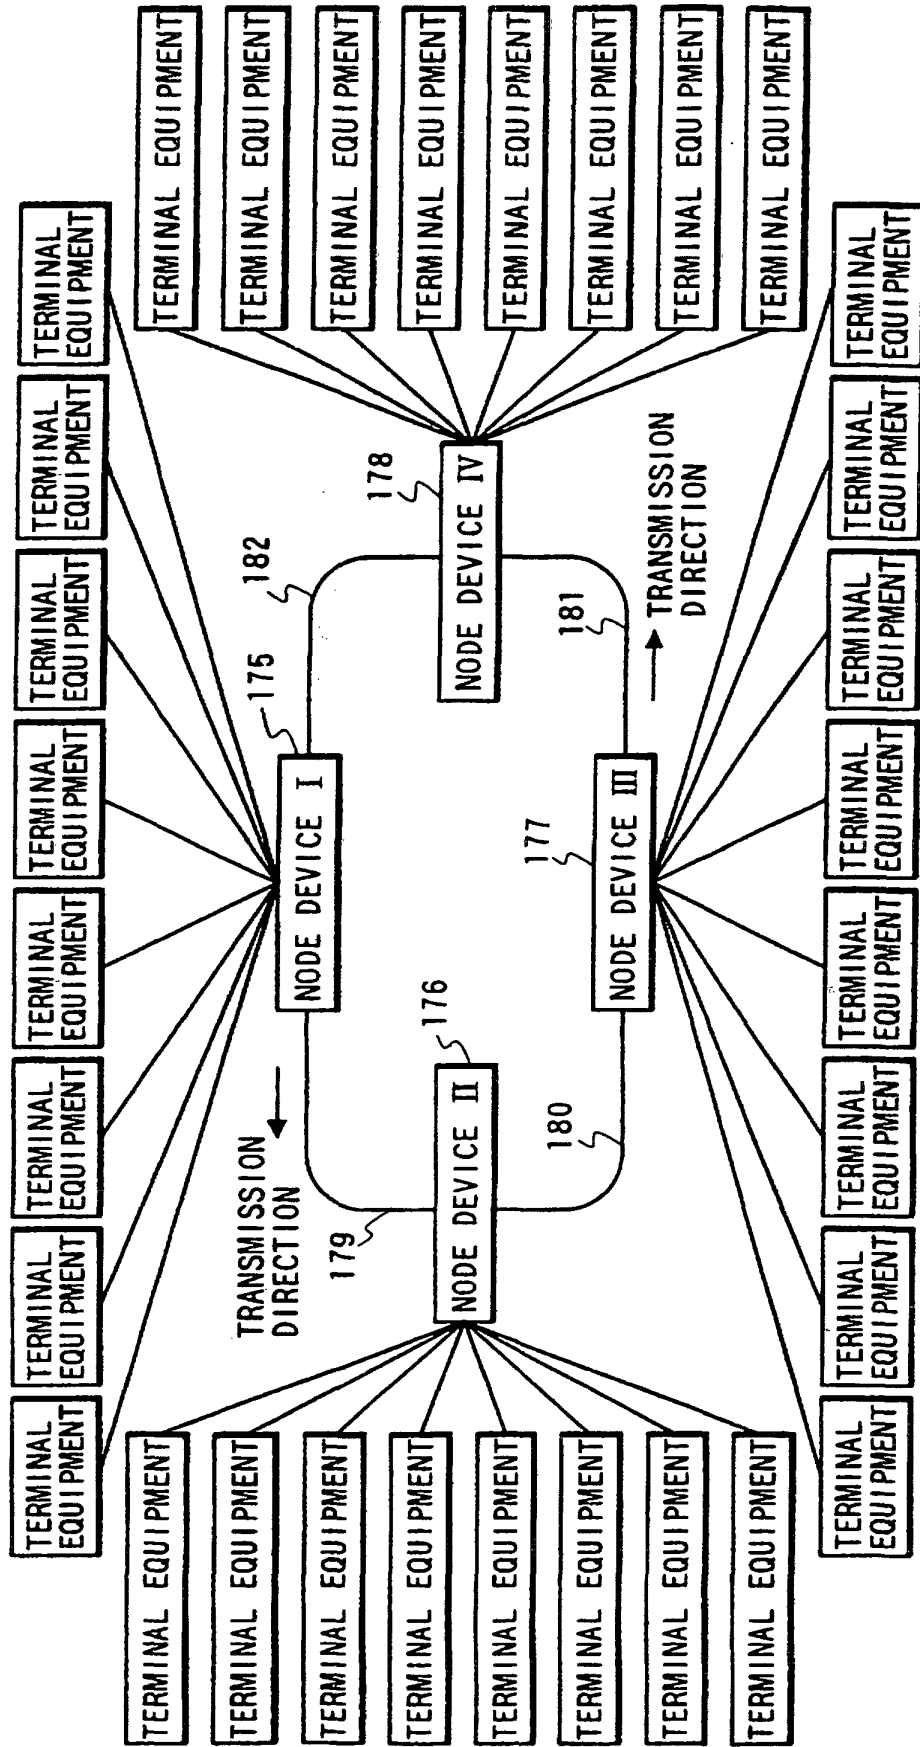 TERMINAL
EQUIPMENT
TERMINAL
EQUIPMENT
TERMINAL
EQUIPMENT
TERMINAL
EQUIPMENT
TERMINAL
EQUIPMENT
TERMINAL
EQUIPMENT
TERMINAL
EQUIPMENT
TERMINAL
EQUIPMENT
TERMINAL EQUIPMENT
TERMINAL EQUIPMENT
TERMINAL EQUIPMENT
TERMINAL EQUIPMENT
TERMINAL EQUIPMENT
TERMINAL EQUIPMENT
TERMINAL EQUIPMENT
TERMINAL EQUIPMENT
TRANSMISSION
DIRECTION
175
182
NODE DEVICE I
179
178
176
NODE DEVICE II
NODE DEVICE IV
177
180
181
NODE DEVICE III
TRANSMISSION
DIRECTION
TERMINAL EQUIPMENT
TERMINAL EQUIPMENT
TERMINAL EQUIPMENT
TERMINAL EQUIPMENT
TERMINAL EQUIPMENT
TERMINAL EQUIPMENT
TERMINAL EQUIPMENT
TERMINAL EQUIPMENT
TERMINAL
EQUIPMENT
TERMINAL
EQUIPMENT
TERMINAL
EQUIPMENT
TERMINAL
EQUIPMENT
TERMINAL
EQUIPMENT
TERMINAL
EQUIPMENT
TERMINAL
EQUIPMENT
TERMINAL
EQUIPMENT